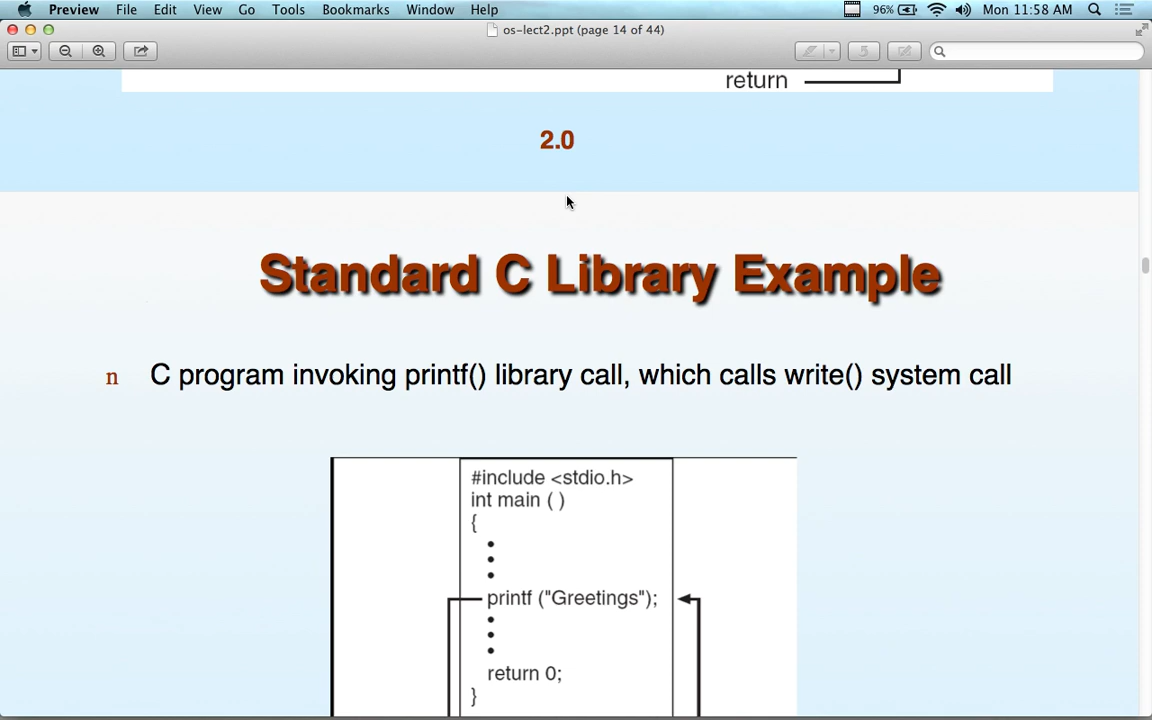 Preview File Edit View Go Tools Bookmarks Window Help 96% Mon 11:58 AM
os-lect2.ppt (page 14 of 44)
return
2.0
Standard C Library Example
n C program invoking printf() library call, which calls write() system call
#include <stdio.h>
int main ( )
{
•
•
•
printf ("Greetings");
•
•
•
return 0;
}